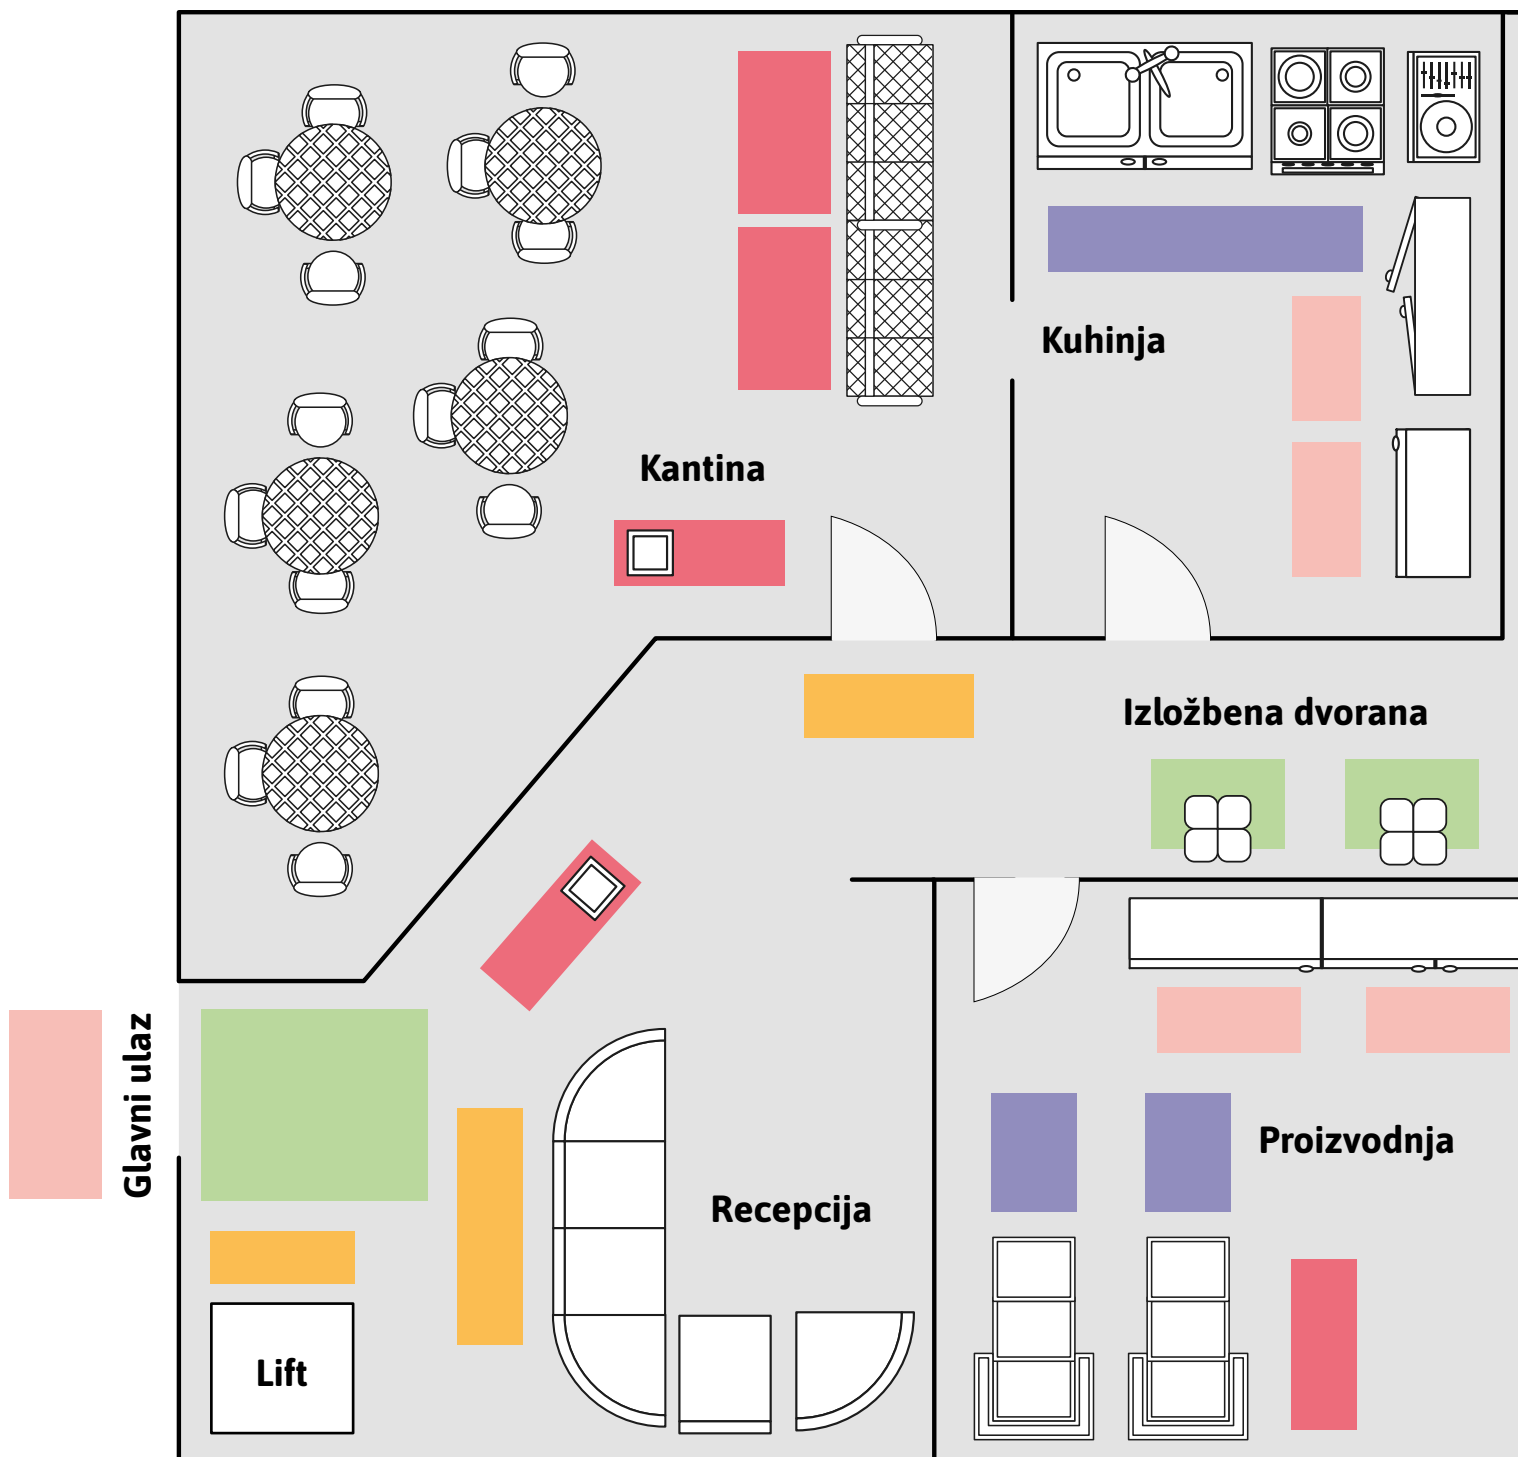 Kuhinja
Kantina
Izložbena dvorana
Glavni ulaz
Proizvodnja
Recepcija
Lift